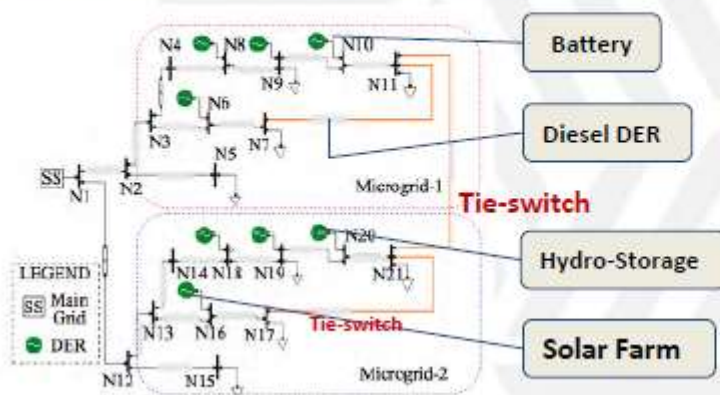 N4
N8
N10
Battery
N9
N11
N6
N3
N7
Diesel DER
N5
SS
N1
N2
Microgrid-1
Tie-switch
N20
Hydro-Storage
LEGEND
N14
N18
N19
N21
SS Main
Grid
DER
N13
N16
N17
Tie-switch
Solar Farm
N12
N15
Microgrid-2